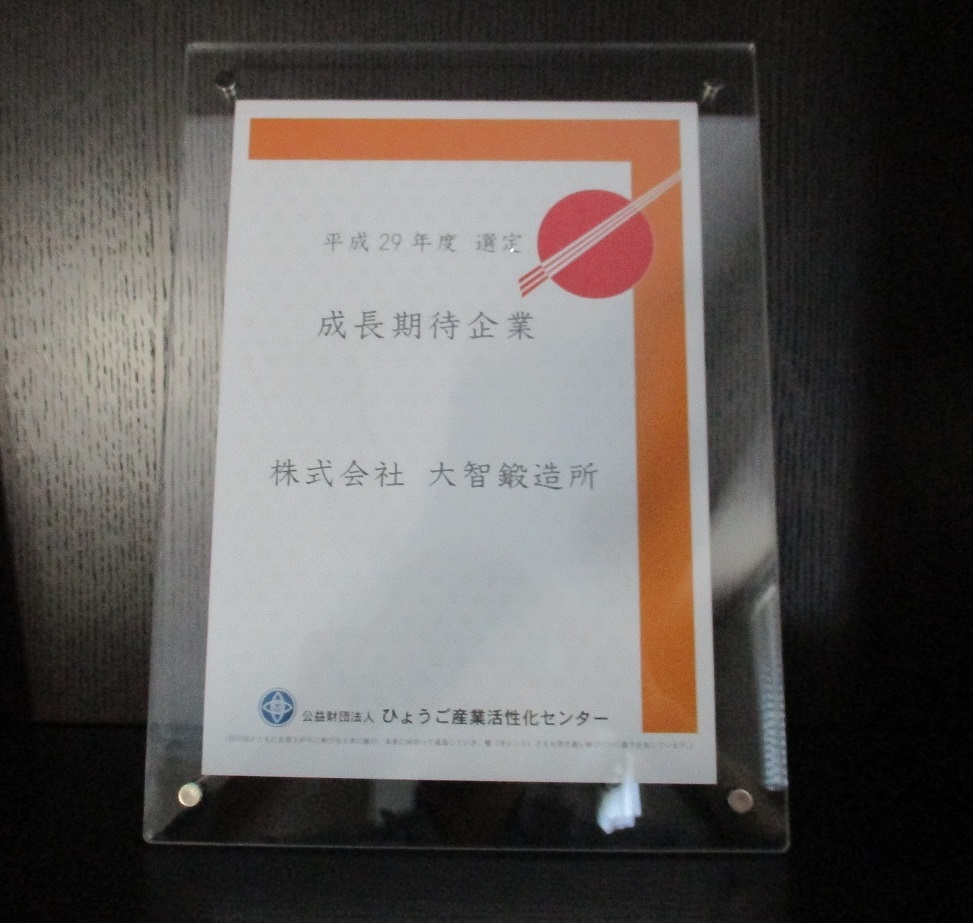 平成 29 年度 選定
成長期待企業
株式会社 大智鍛造所
公益財団法人 ひょうご産業活性化センター